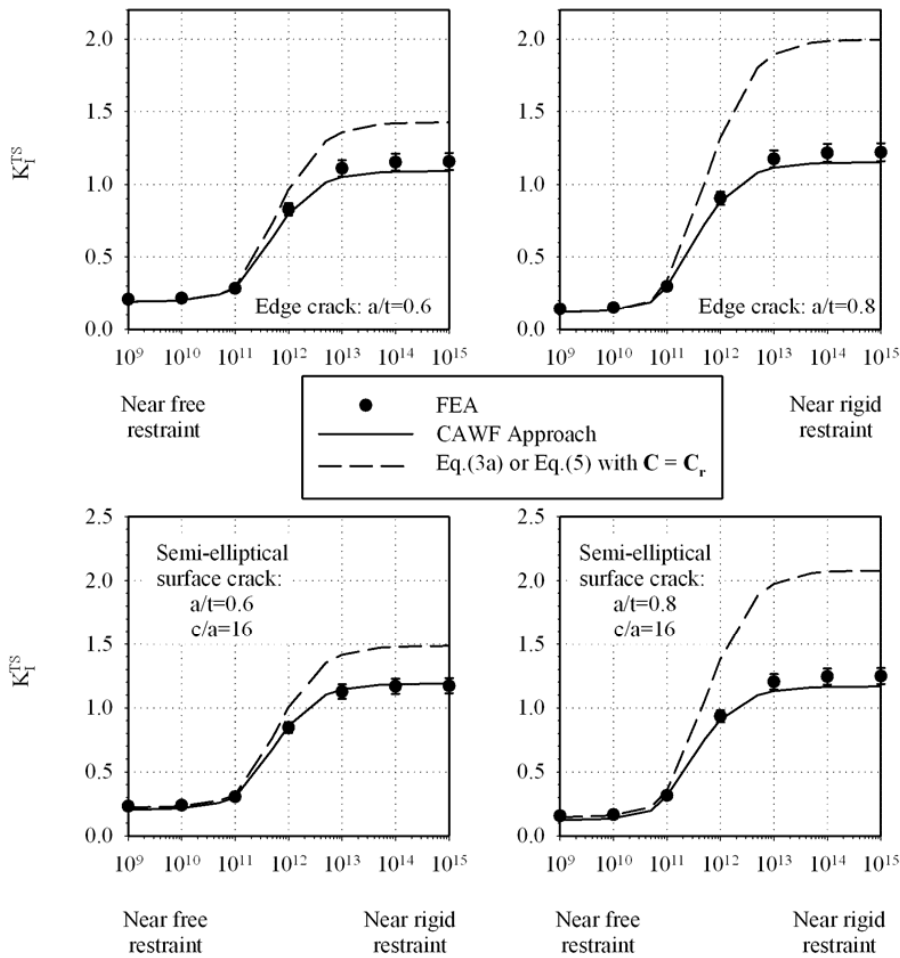 2.0
1.5
1.0
0.5
0.0
K_I^TS
Edge crack: a/t=0.6
10^9 10^10 10^11 10^12 10^13 10^14 10^15
2.0
1.5
1.0
0.5
0.0
Edge crack: a/t=0.8
10^9 10^10 10^11 10^12 10^13 10^14 10^15
Near free
restraint
Near rigid
restraint
FEA
CAWF Approach
Eq.(3a) or Eq.(5) with C = C_r
2.5
2.0
1.5
1.0
0.5
0.0
K_I^TS
Semi-elliptical
surface crack:
a/t=0.6
c/a=16
10^9 10^10 10^11 10^12 10^13 10^14 10^15
Near free
restraint
Near rigid
restraint
2.5
2.0
1.5
1.0
0.5
0.0
Semi-elliptical
surface crack:
a/t=0.8
c/a=16
10^9 10^10 10^11 10^12 10^13 10^14 10^15
Near free
restraint
Near rigid
restraint